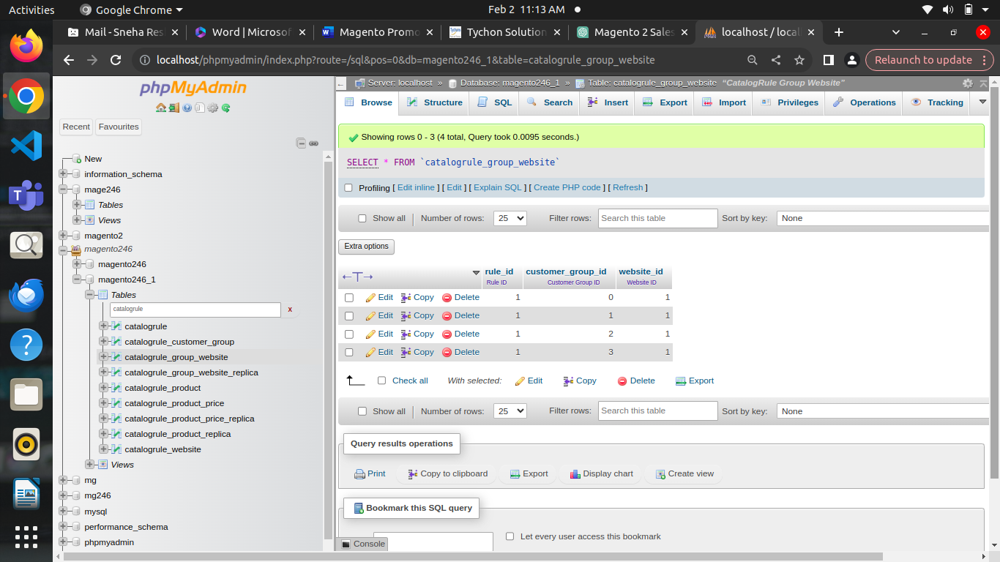 Activities
Google Chrome
Feb 2 11:13 AM
Mail - Sneha Res
Word | Microsof
Magento Promo
Tychon Solution
Magento 2 Sales
localhost / local
localhost/phpmyadmin/index.php?route=/sql&pos=0&db=magento246_1&table=catalogrule_group_website
Relaunch to update
phpMyAdmin
Recent
Favourites
New
information_schema
mage246
Tables
Views
magento2
magento246
magento246
magento246_1
Tables
catalogrule
x
catalogrule
catalogrule_customer_group
catalogrule_group_website
catalogrule_group_website_replica
catalogrule_product
catalogrule_product_price
catalogrule_product_price_replica
catalogrule_product_replica
catalogrule_website
Views
mg
mg246
mysql
performance_schema
phpmyadmin
Server: localhost » Database: magento246_1 » Table: catalogrule_group_website "CatalogRule Group Website"
Browse Structure SQL Search Insert Export Import Privileges Operations Tracking
Showing rows 0 - 3 (4 total, Query took 0.0095 seconds.)
SELECT * FROM `catalogrule_group_website`
Profiling [ Edit inline ] [ Edit ] [ Explain SQL ] [ Create PHP code ] [ Refresh ]
Show all Number of rows: 25 Filter rows: Search this table Sort by key: None
Extra options
←T→ rule_id customer_group_id website_id
Rule ID Customer Group ID Website ID
Edit Copy Delete 1 0 1
Edit Copy Delete 1 1 1
Edit Copy Delete 1 2 1
Edit Copy Delete 1 3 1
Check all With selected: Edit Copy Delete Export
Show all Number of rows: 25 Filter rows: Search this table Sort by key: None
Query results operations
Print Copy to clipboard Export Display chart Create view
Bookmark this SQL query
Let every user access this bookmark
Console